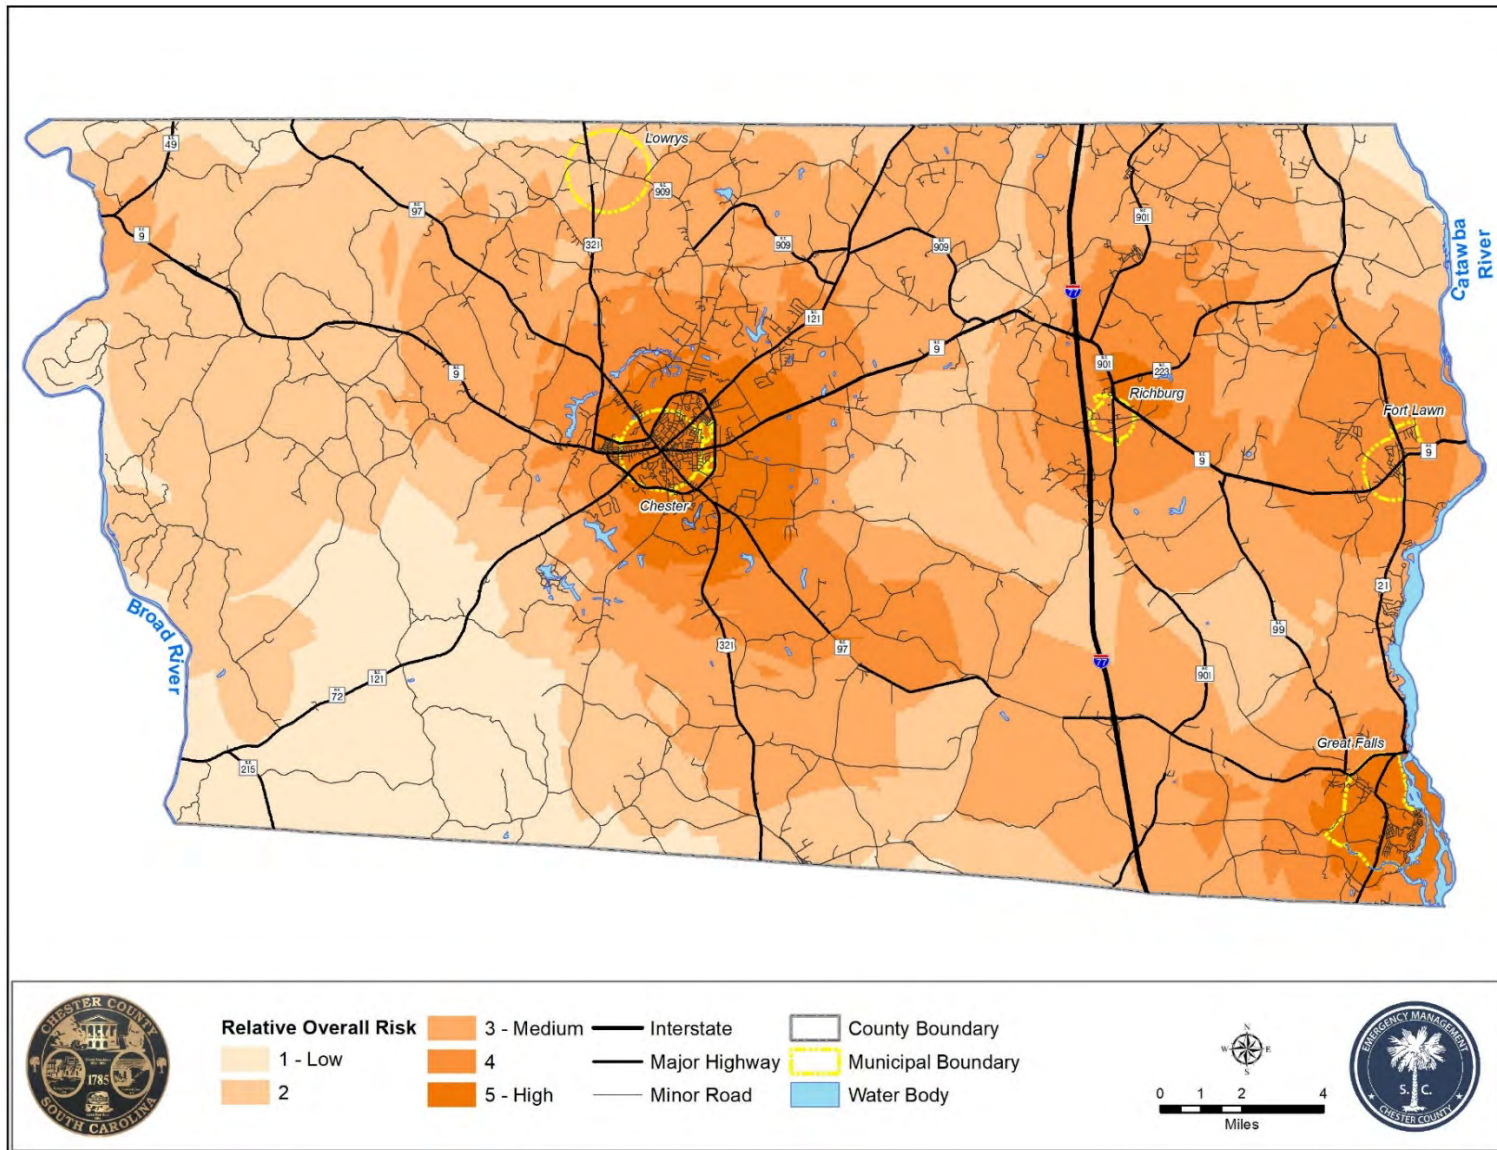 Lowrys
49
97
S.C.
909
9
321
S.C.
909
S.C.
909
S.C.
901
77
Catawba
River
S.C.
121
S.C.
9
S.C.
9
S.C.
901
S.C.
223
Richburg
Fort Lawn
S.C.
9
S.C.
9
Chester
21
Broad River
321
S.C.
97
S.C.
99
77
S.C.
901
S.C.
121
S.C.
72
S.C.
215
Great Falls
CHESTER COUNTY
1785
SOUTH CAROLINA
Relative Overall Risk
1 - Low
2
3 - Medium
4
5 - High
Interstate
Major Highway
Minor Road
County Boundary
Municipal Boundary
Water Body
N
W E
S
0 1 2 4
Miles
EMERGENCY MANAGEMENT
S. C.
CHESTER COUNTY